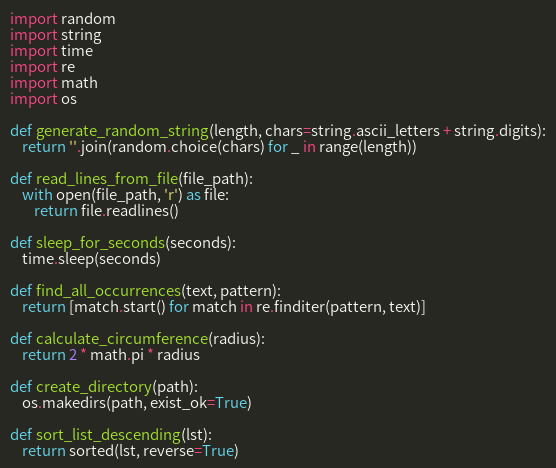 import random
import string
import time
import re
import math
import os

def generate_random_string(length, chars=string.ascii_letters + string.digits):
    return ''.join(random.choice(chars) for _ in range(length))

def read_lines_from_file(file_path):
    with open(file_path, 'r') as file:
        return file.readlines()

def sleep_for_seconds(seconds):
    time.sleep(seconds)

def find_all_occurrences(text, pattern):
    return [match.start() for match in re.finditer(pattern, text)]

def calculate_circumference(radius):
    return 2 * math.pi * radius

def create_directory(path):
    os.makedirs(path, exist_ok=True)

def sort_list_descending(lst):
    return sorted(lst, reverse=True)